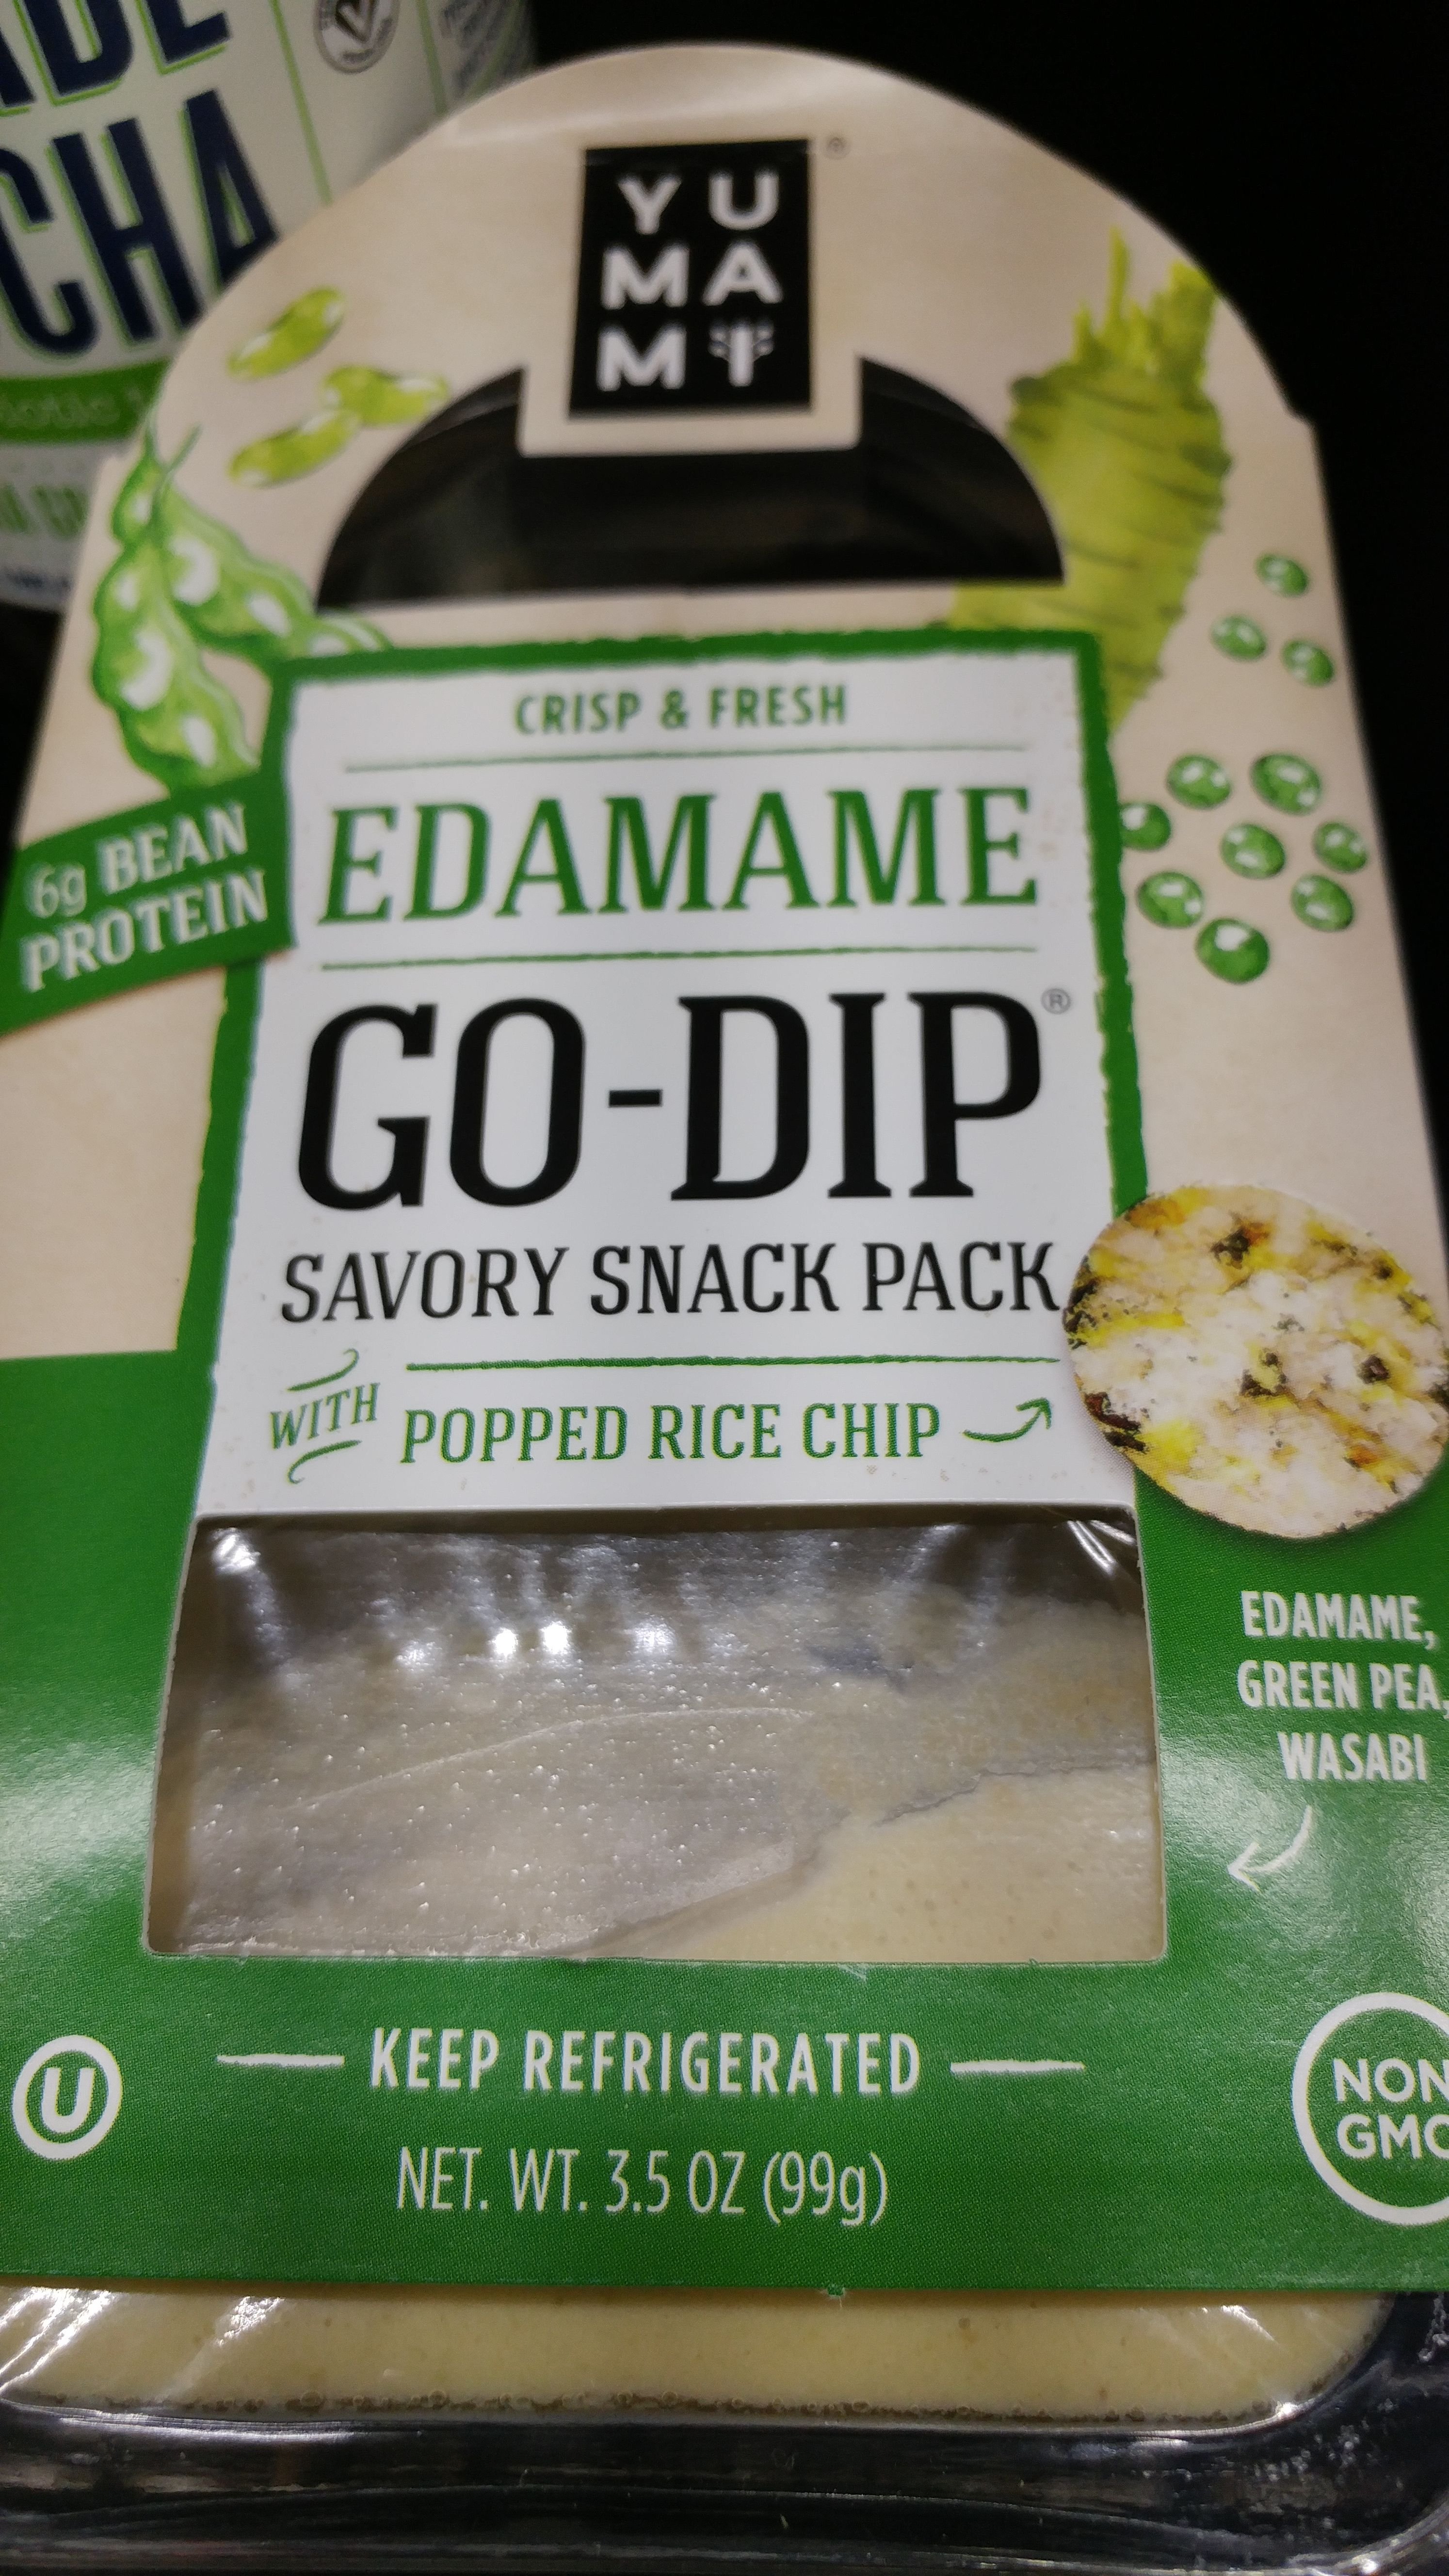 CHA
YU
MA
MI
®
CRISP & FRESH
EDAMAME
6g BEAN
PROTEIN
GO-DIP®
SAVORY SNACK PACK
WITH POPPED RICE CHIP
EDAMAME,
GREEN PEA,
WASABI
KEEP REFRIGERATED
U
NON
GMO
NET. WT. 3.5 OZ (99g)